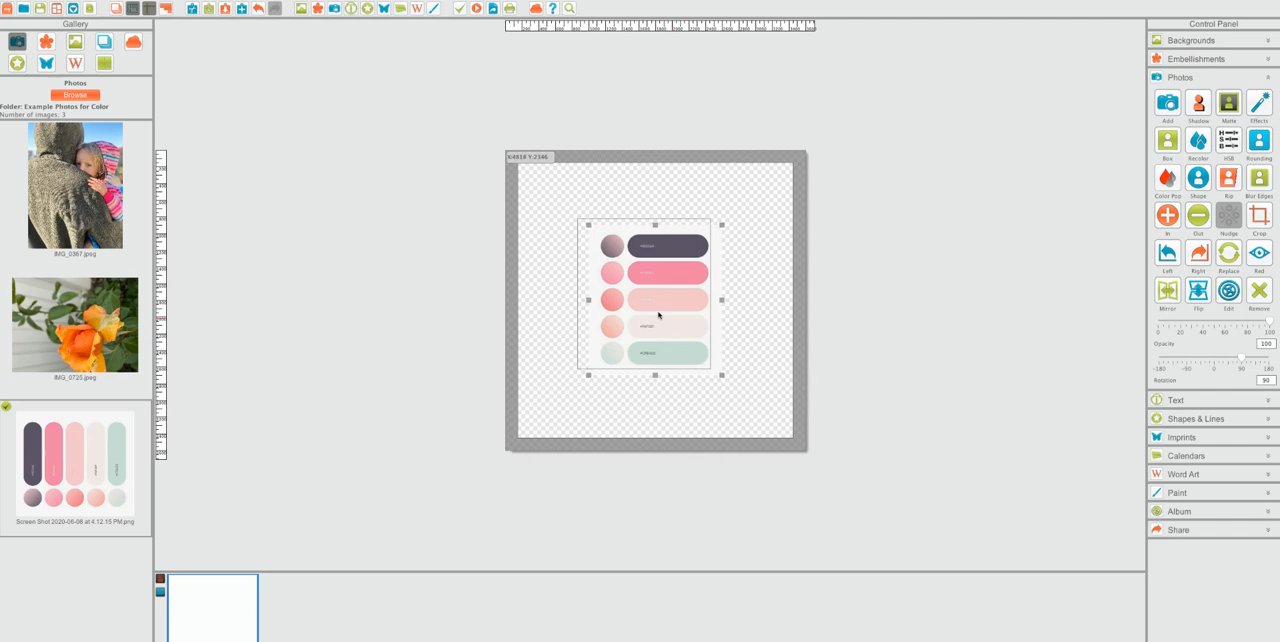 Gallery
Photos
Browse
Folder: Example Photos for Color
Number of images: 3
IMG_0367.jpeg
IMG_0725.jpeg
Screen Shot 2020-06-08 at 4.12.15 PM.png
X:4818 Y:2346
Control Panel
Backgrounds
Embellishments
Photos
Add Shadow Matte Effects
Box Recolor HSB Rounding
Color Pop Shape Rip Blur Edges
In Out Nudge Crop
Left Right Replace Red
Mirror Flip Edit Remove
0 20 40 60 80 100
Opacity 100
-180 -90 0 90 180
Rotation 90
Text
Shapes & Lines
Imprints
Calendars
Word Art
Paint
Album
Share